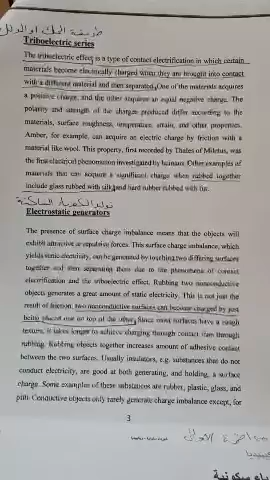 طريقة الدلك او الدلك
Triboelectric series
The triboelectric effect is a type of contact electrification in which certain
materials become electrically charged when they are brought into contact
with a different material and then separated. One of the materials acquires
a positive charge, and the other acquires an equal negative charge. The
polarity and strength of the charges produced differ according to the
materials, surface roughness, temperature, strain, and other properties.
Amber, for example, can acquire an electric charge by friction with a
material like wool. This property, first recorded by Thales of Miletus, was
the first electrical phenomenon investigated by humans. Other examples of
materials that can acquire a significant charge when rubbed together
include glass rubbed with silk, and hard rubber rubbed with fur.
Electrostatic generators
The presence of surface charge imbalance means that the objects will
exhibit attractive or repulsive forces. This surface charge imbalance, which
yields static electricity, can be generated by touching two differing surfaces
together and then separating them due to the phenomena of contact
electrification and the triboelectric effect. Rubbing two nonconductive
objects generates a great amount of static electricity. This is not just the
result of friction; two nonconductive surfaces can become charged by just
being placed one on top of the other. Since most surfaces have a rough
texture, it takes longer to achieve charging through contact than through
rubbing. Rubbing objects together increases amount of adhesive contact
between the two surfaces. Usually insulators, e.g. substances that do not
conduct electricity, are good at both generating, and holding, a surface
charge. Some examples of these substances are rubber, plastic, glass, and
pith. Conductive objects only rarely generate charge imbalance except, for
3